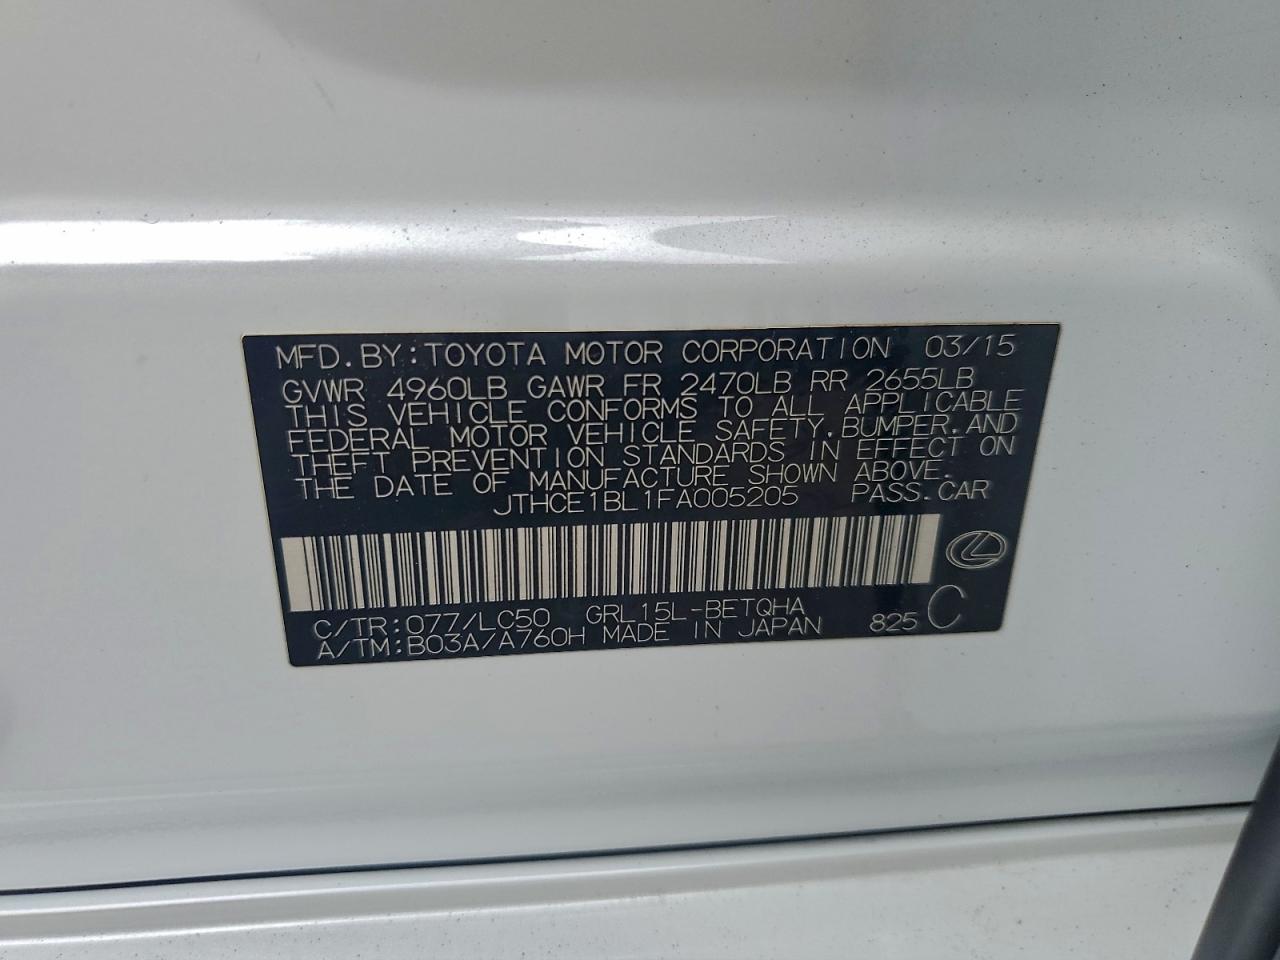 MFD.BY:TOYOTA MOTOR CORPORATION 03/15
GVWR 4960LB GAWR FR 2470LB RR 2655LB
THIS VEHICLE CONFORMS TO ALL APPLICABLE
FEDERAL MOTOR VEHICLE SAFETY,BUMPER,AND
THEFT PREVENTION STANDARDS IN EFFECT ON
THE DATE OF MANUFACTURE SHOWN ABOVE.
JTHCE1BL1FA005205 PASS.CAR
C/TR:077/LC50 GRL15L-BETQHA
A/TM:B03A/A760H MADE IN JAPAN 825 C